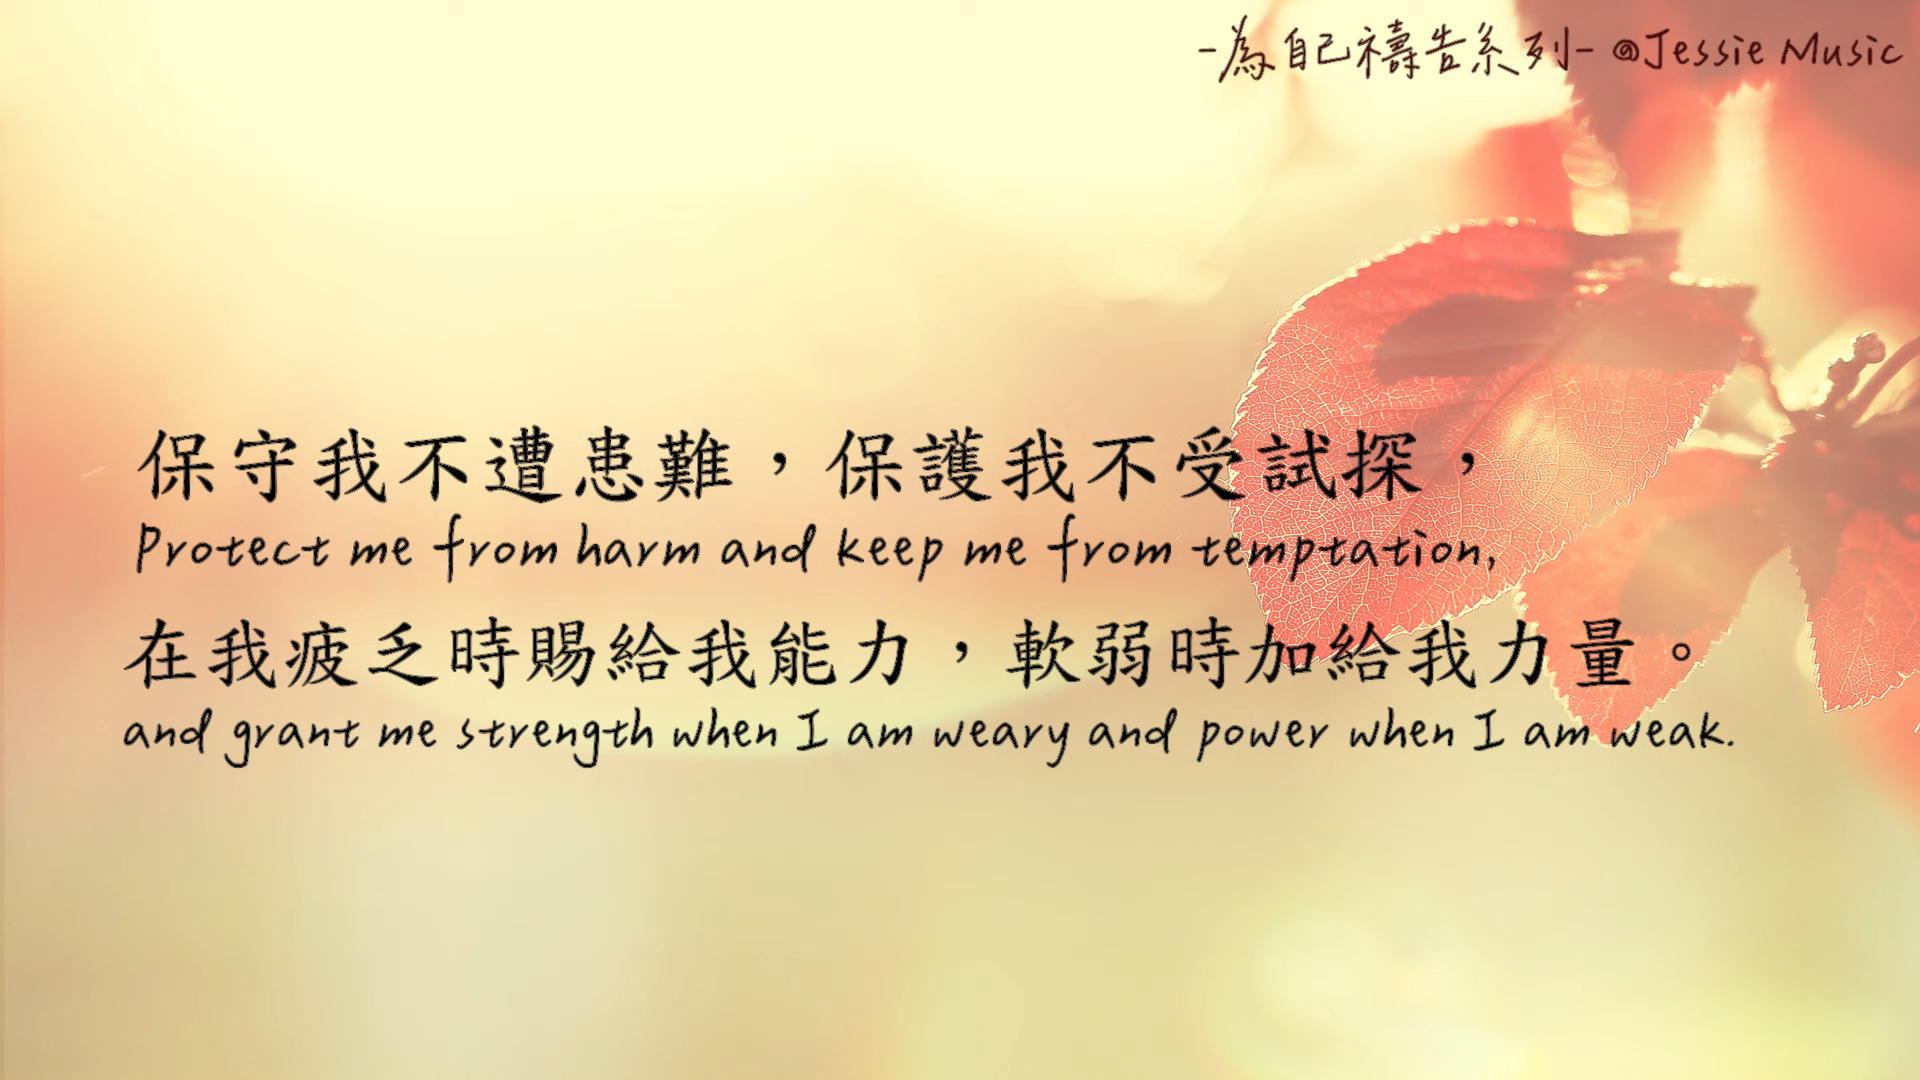 -為自己禱告系列- @Jessie Music
保守我不遭患難，保護我不受試探，
Protect me from harm and keep me from temptation,
在我疲乏時賜給我能力，軟弱時加給我力量。
and grant me strength when I am weary and power when I am weak.